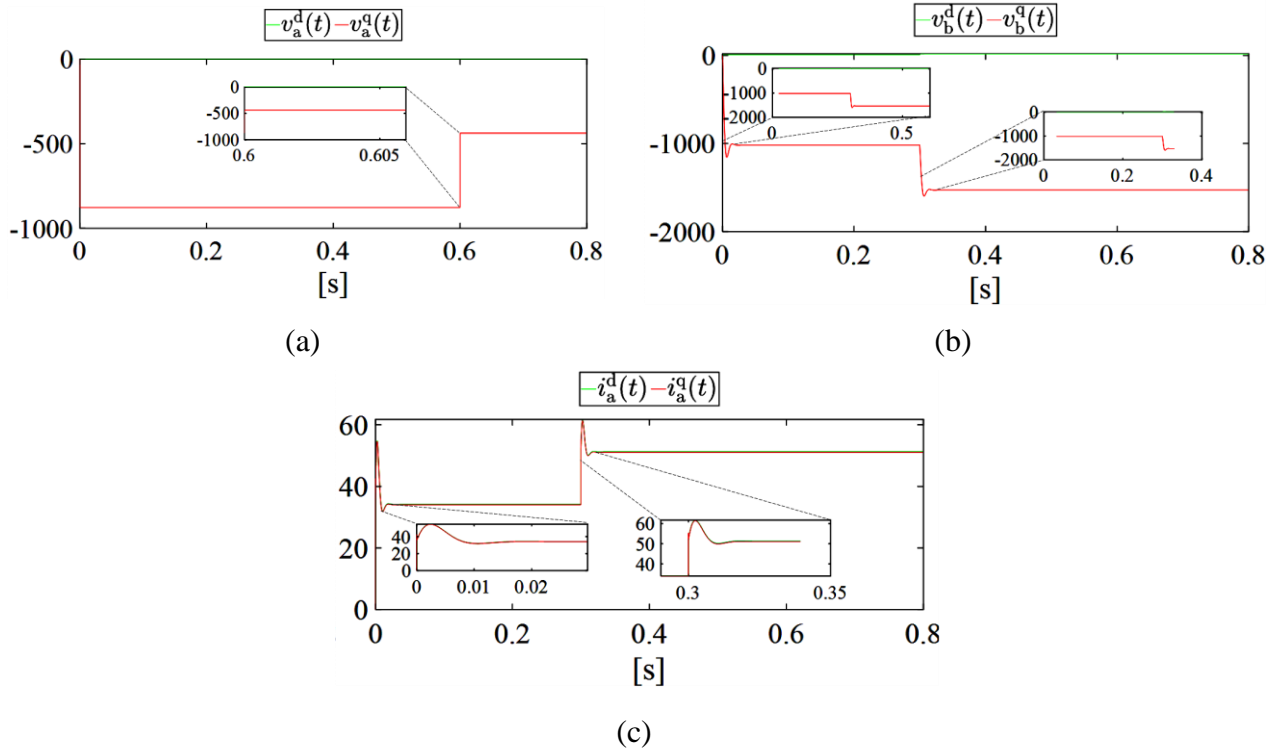 v_a^d(t) v_a^q(t)
0
-500
-1000
0 0.2 0.4 0.6 0.8
[s]
0
-500
-1000
0.6 0.605
(a)
v_b^d(t) v_b^q(t)
0
-1000
-2000
0 0.2 0.4 0.6 0.8
[s]
0
-1000
-2000
0 0.5
0
-1000
-2000
0 0.2 0.4
(b)
i_a^d(t) i_a^q(t)
60
40
20
0
0 0.2 0.4 0.6 0.8
[s]
40
20
0
0 0.01 0.02
60
50
40
0.3 0.35
(c)